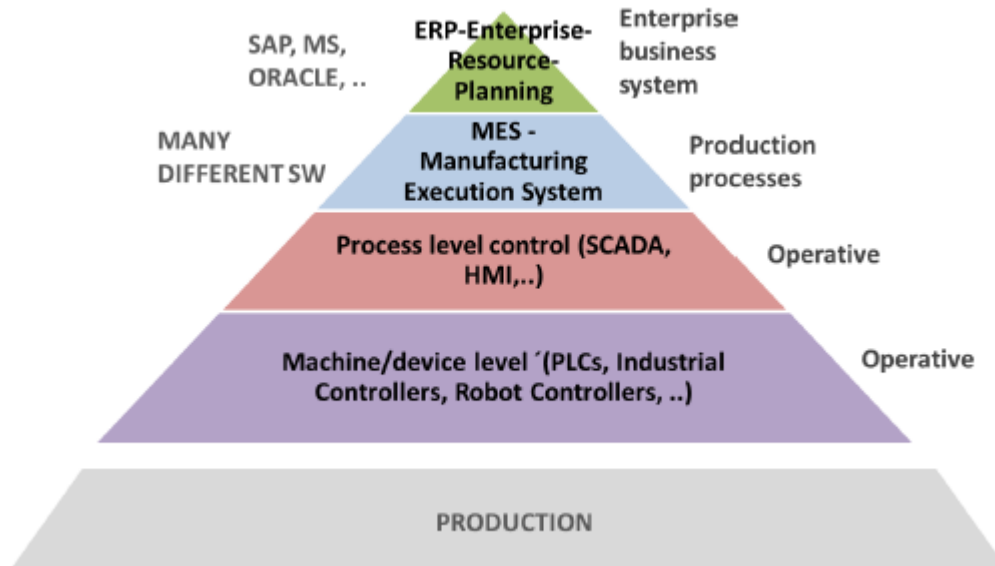 SAP, MS,
ORACLE, ..
ERP-Enterprise-
Resource-
Planning
Enterprise
business
system
MANY
DIFFERENT SW
MES -
Manufacturing
Execution System
Production
processes
Process level control (SCADA,
HMI,..)
Operative
Machine/device level ´(PLCs, Industrial
Controllers, Robot Controllers, ..)
Operative
PRODUCTION